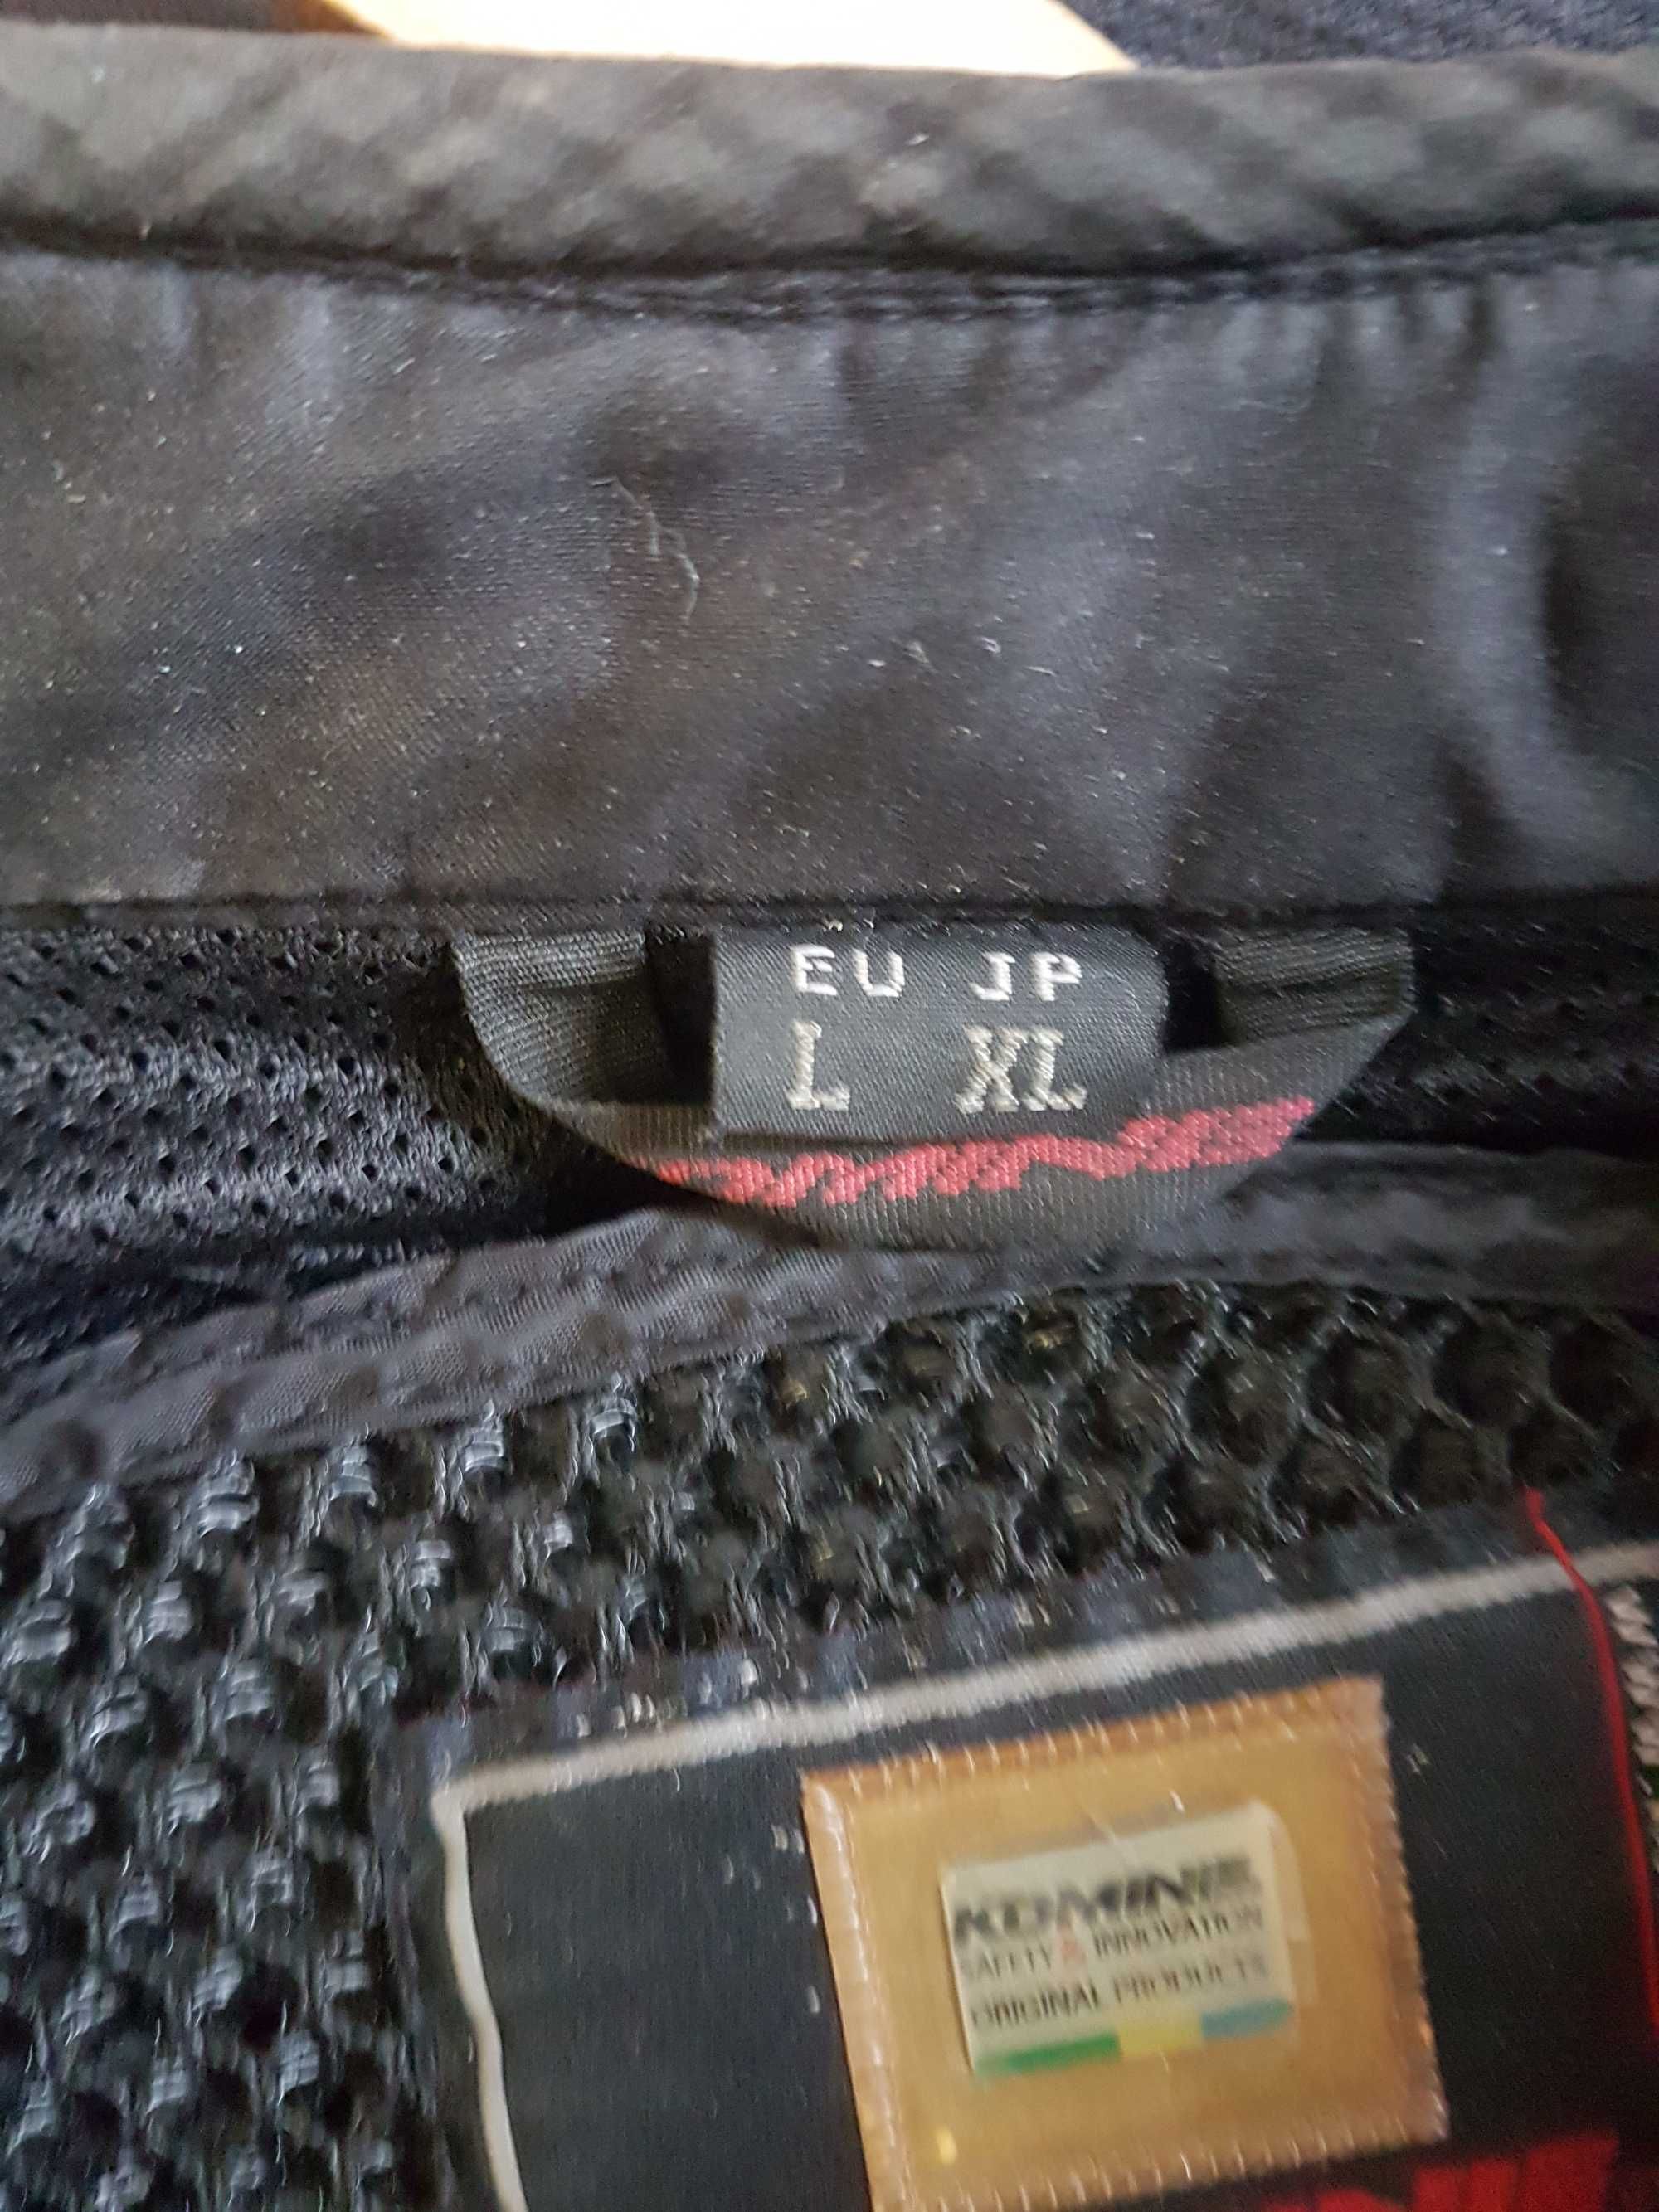 EU JP
L XL
KOMINE
SAFETY & INNOVATION
ORIGINAL PRODUCTS